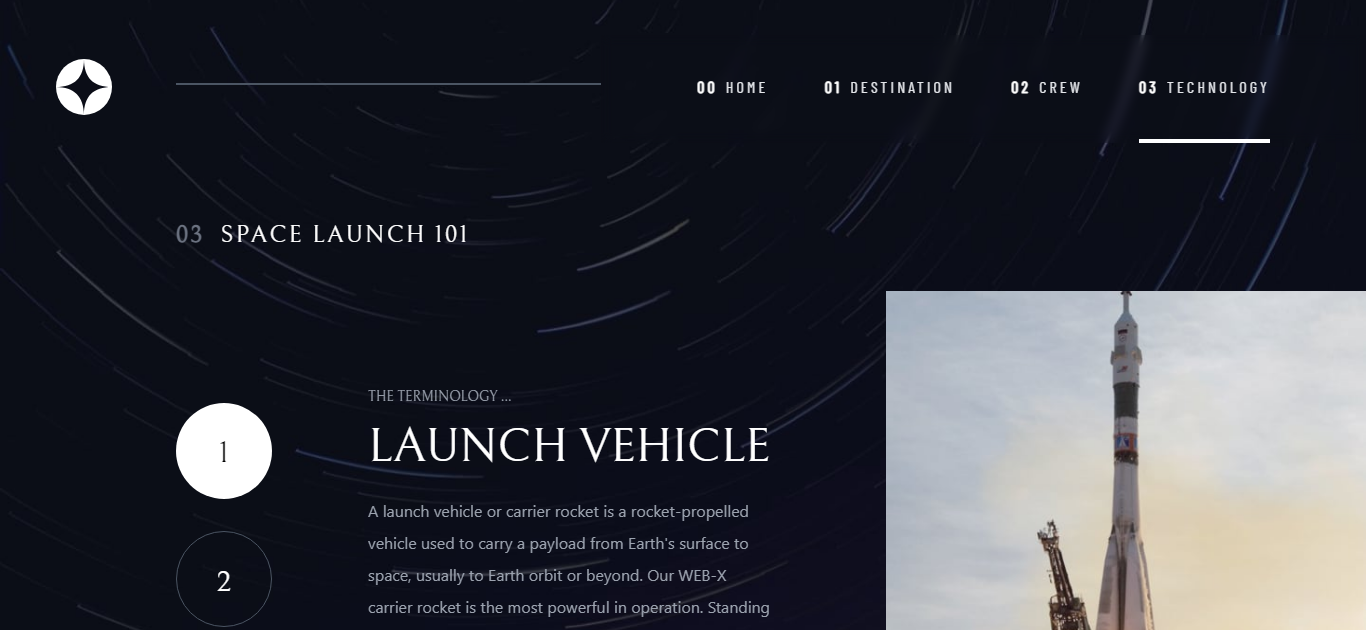 00 HOME 01 DESTINATION 02 CREW 03 TECHNOLOGY
03 SPACE LAUNCH 101
THE TERMINOLOGY ...
LAUNCH VEHICLE
1
A launch vehicle or carrier rocket is a rocket-propelled
vehicle used to carry a payload from Earth's surface to
2
space, usually to Earth orbit or beyond. Our WEB-X
carrier rocket is the most powerful in operation. Standing